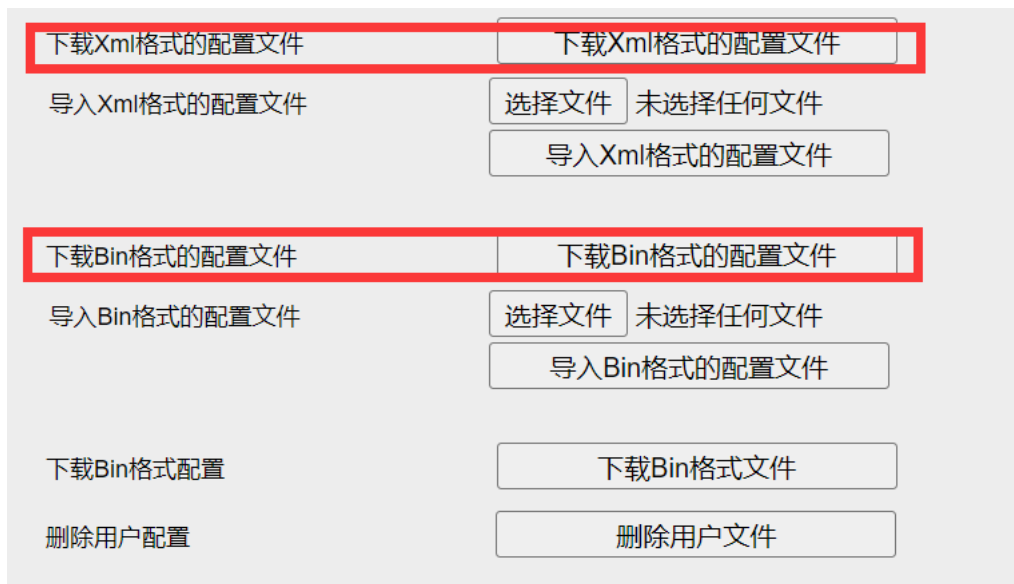 下载Xml格式的配置文件 下载Xml格式的配置文件
导入Xml格式的配置文件 选择文件 未选择任何文件
导入Xml格式的配置文件
下载Bin格式的配置文件 下载Bin格式的配置文件
导入Bin格式的配置文件 选择文件 未选择任何文件
导入Bin格式的配置文件
下载Bin格式配置 下载Bin格式文件
删除用户配置 删除用户文件